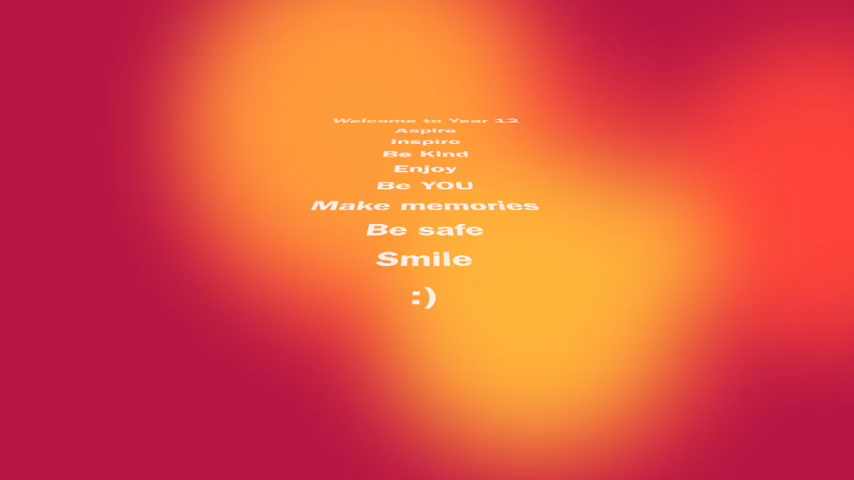 Welcome to Year 12
Aspire
Inspire
Be Kind
Enjoy
Be YOU
Make memories
Be safe
Smile
:)